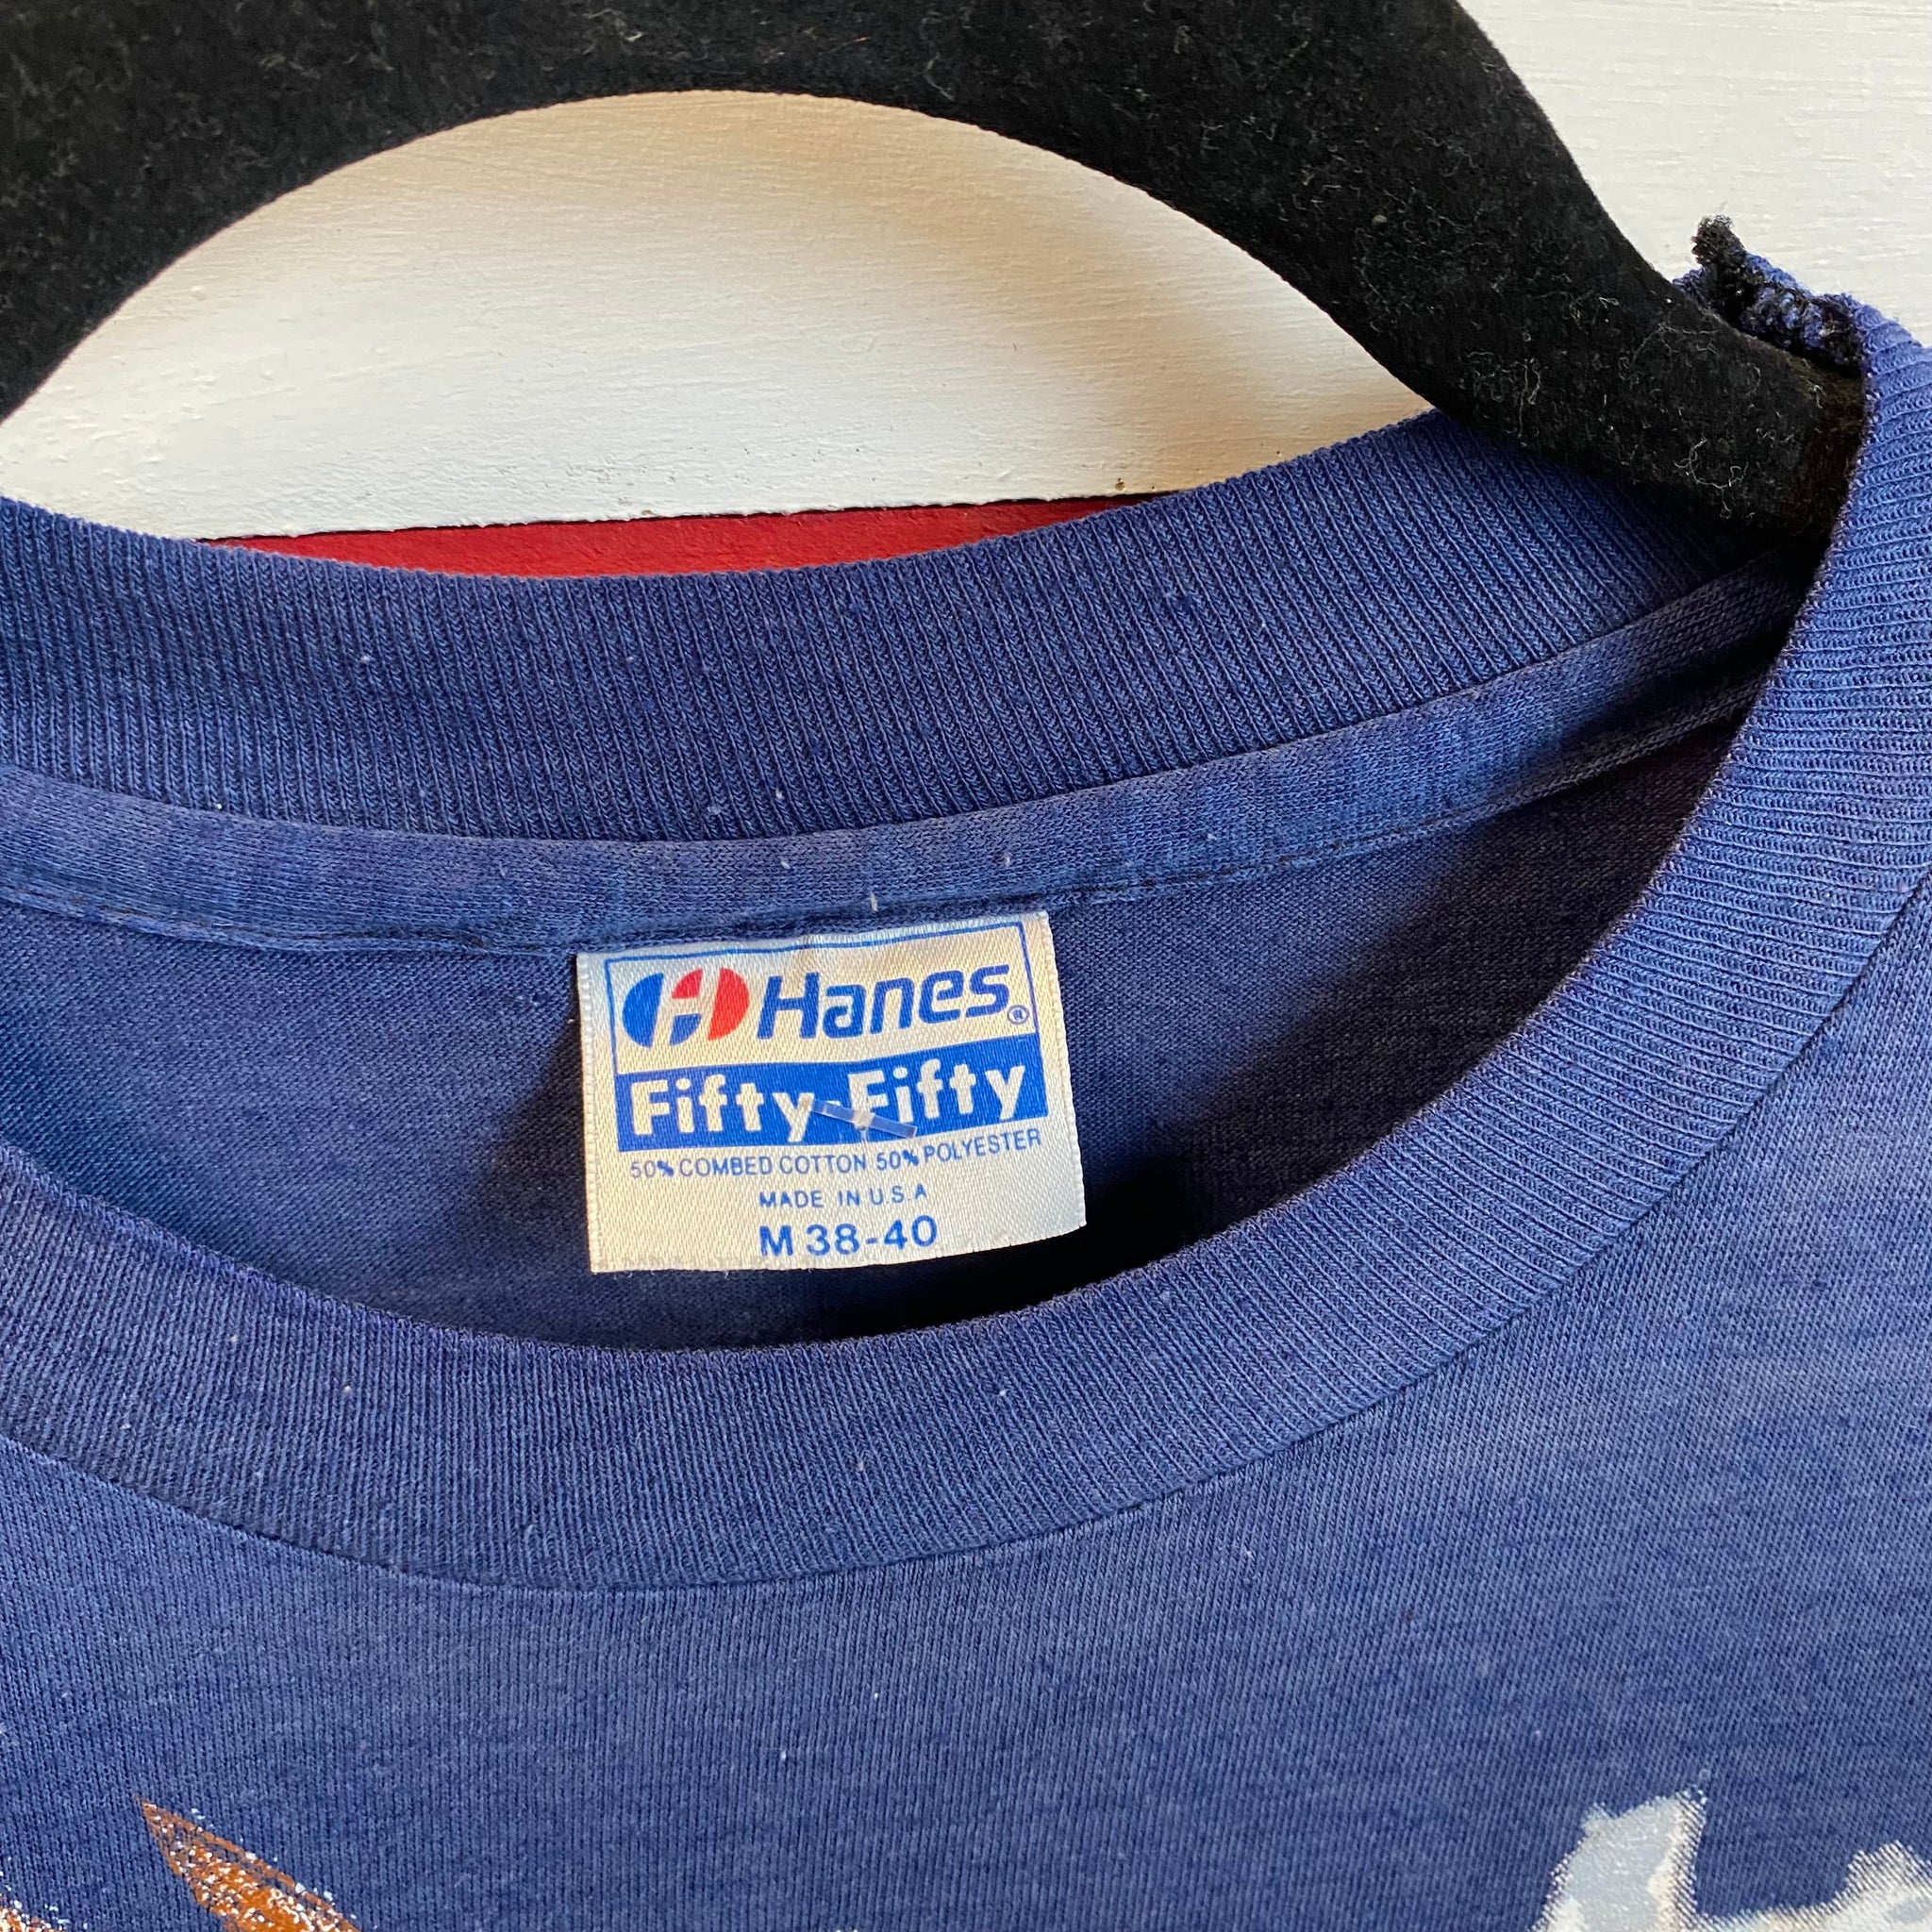 Hanes®
Fifty-Fifty
50% COMBED COTTON 50% POLYESTER
MADE IN U.S.A
M 38-40